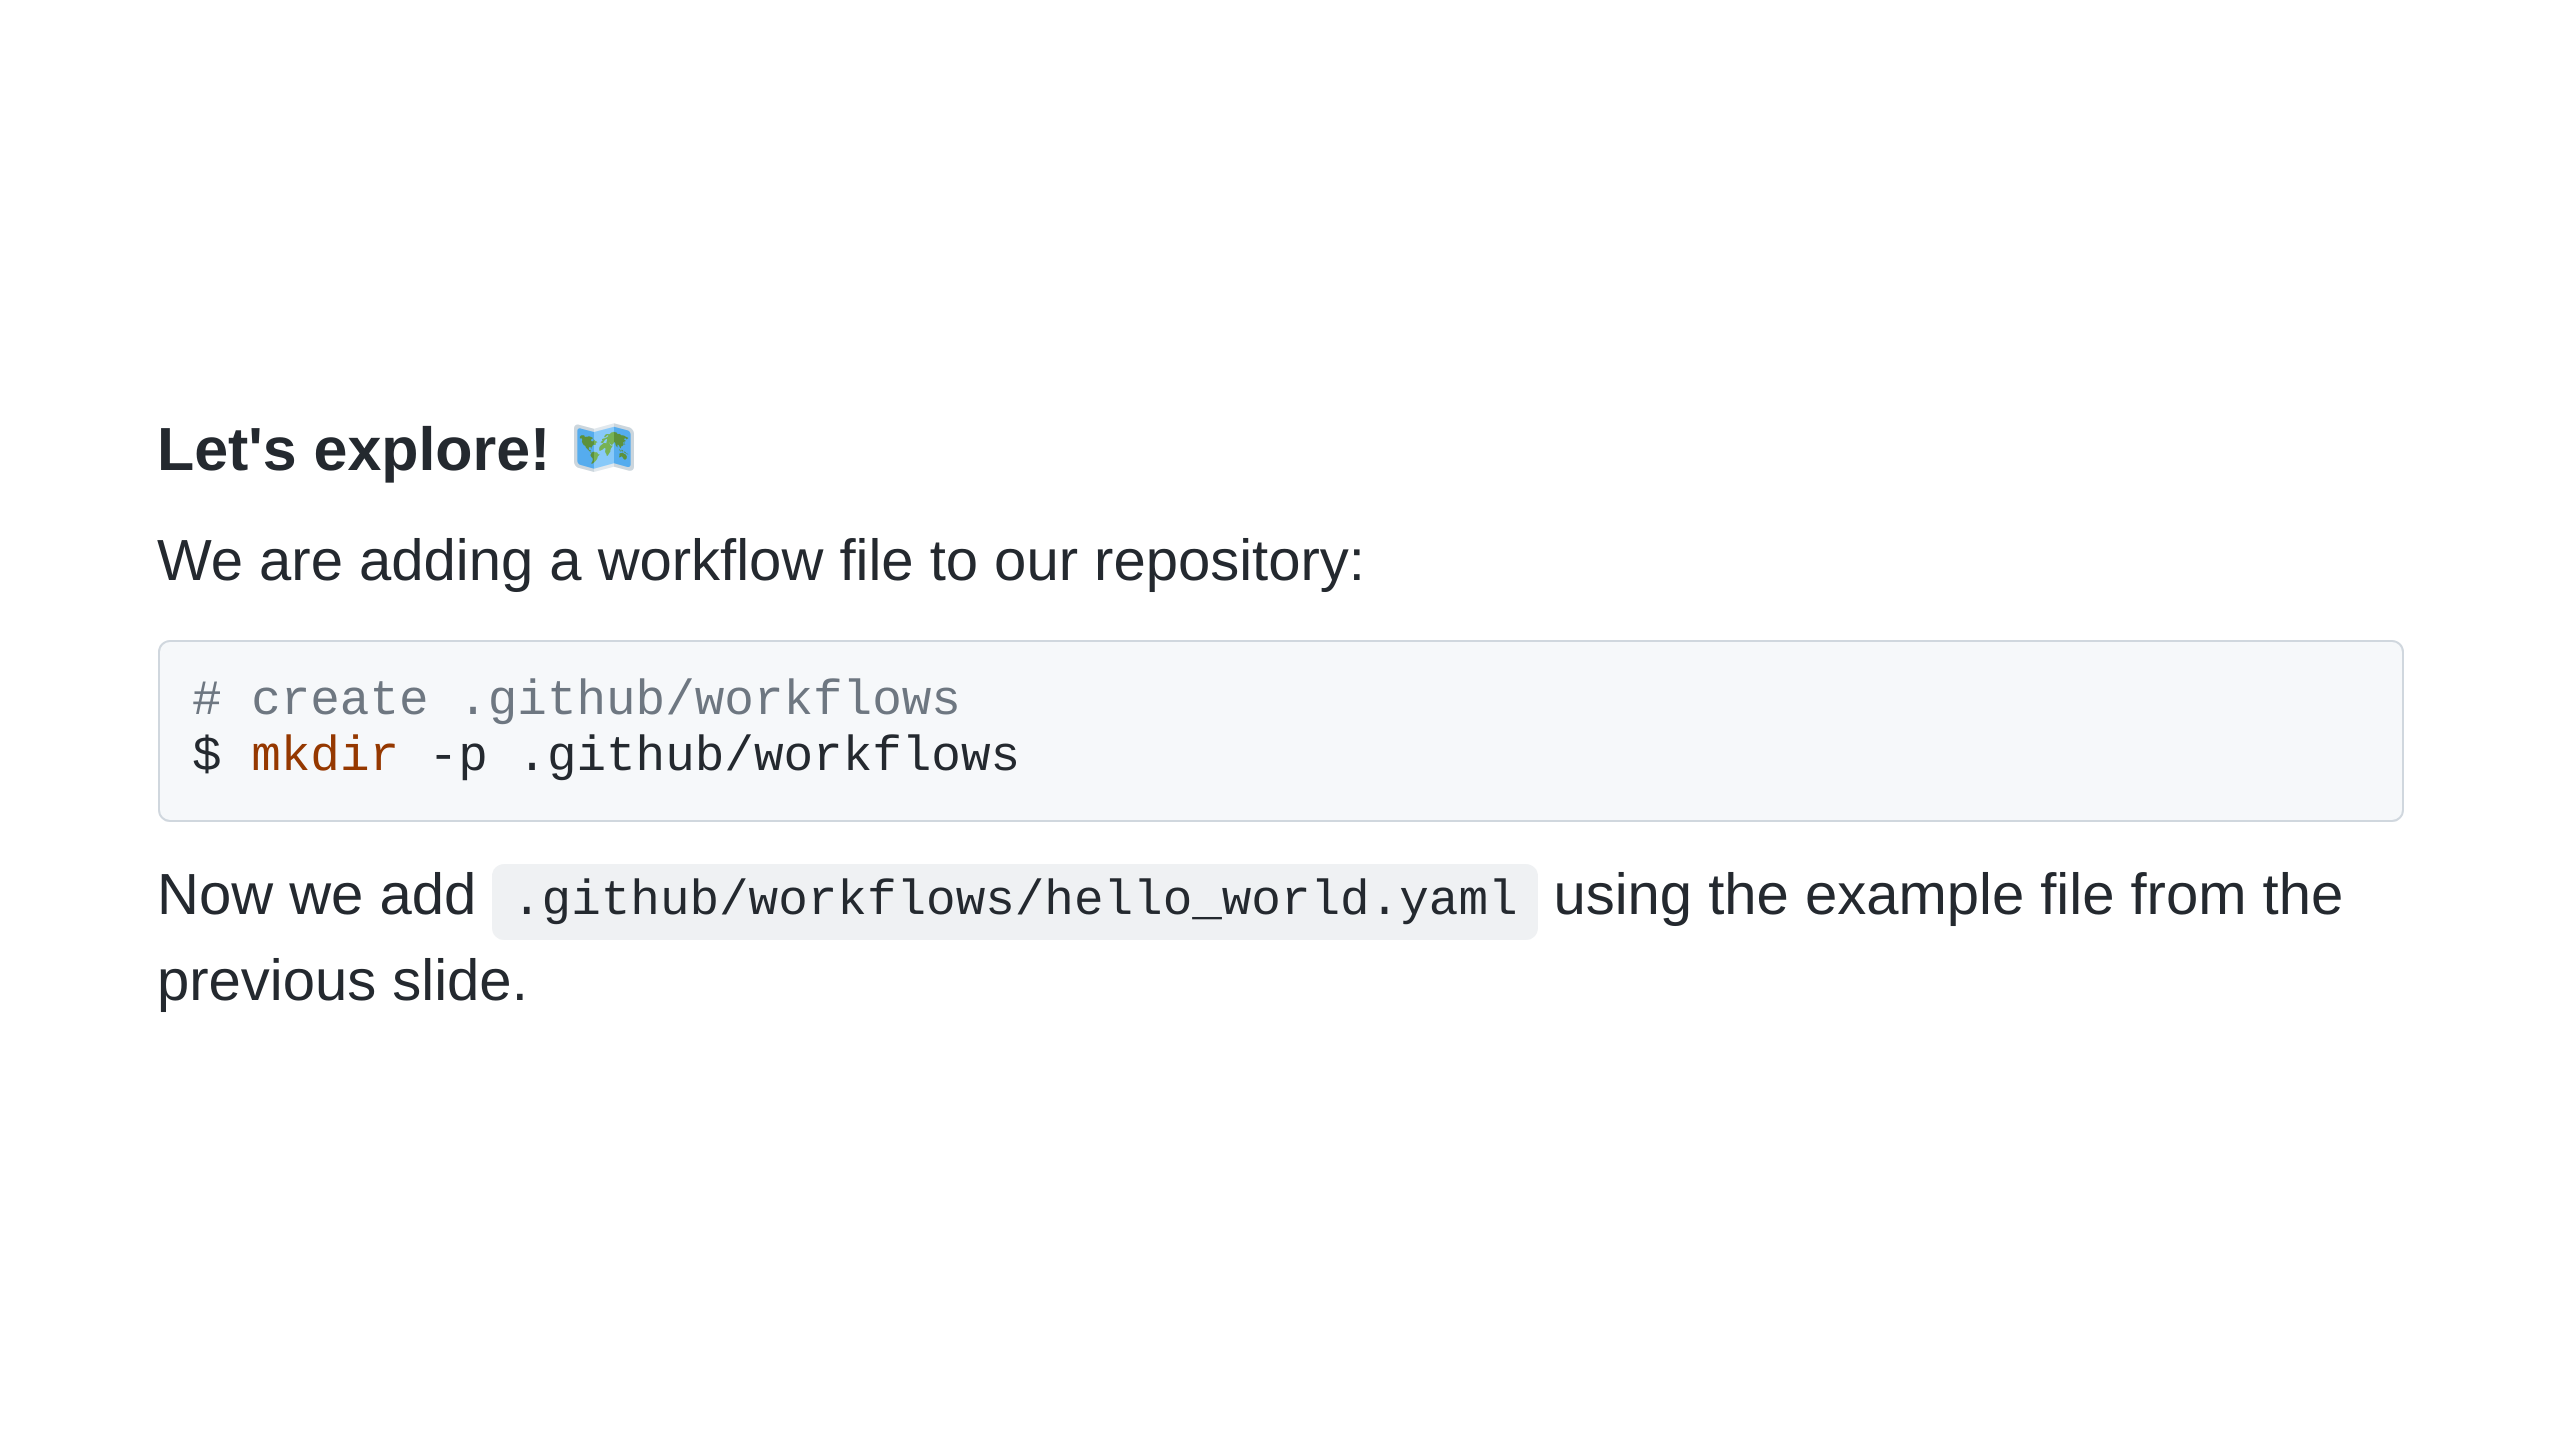 Let's explore! 🗺️
We are adding a workflow file to our repository:
# create .github/workflows
$ mkdir -p .github/workflows
Now we add .github/workflows/hello_world.yaml using the example file from the
previous slide.